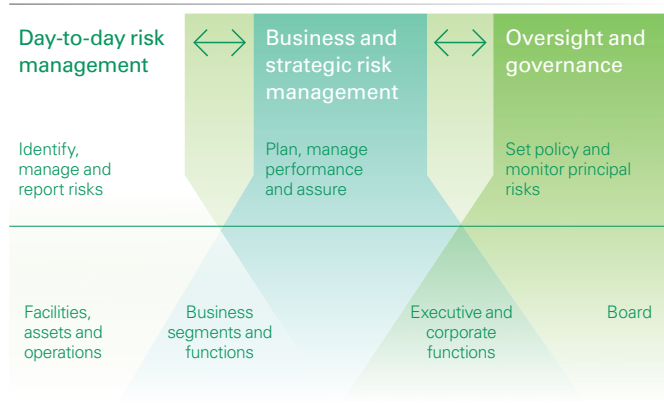 Day-to-day risk
management
Business and
strategic risk
management
Oversight and
governance
Identify,
manage and
report risks
Plan, manage
performance
and assure
Set policy and
monitor principal
risks
Facilities,
assets and
operations
Business
segments and
functions
Executive and
corporate
functions
Board